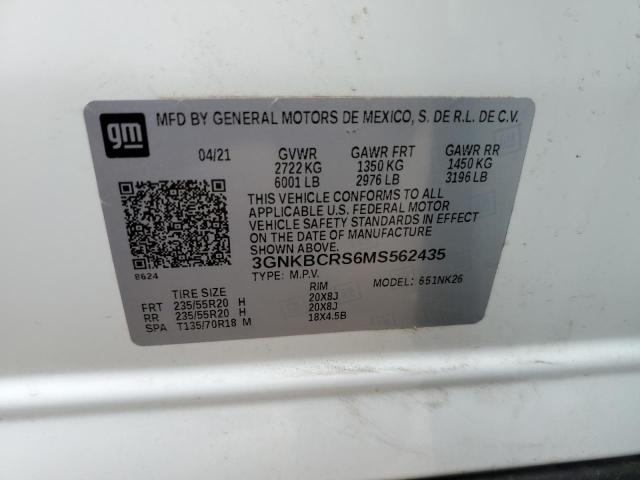 gm MFD BY GENERAL MOTORS DE MEXICO, S. DE R.L. DE C.V.
04/21 GVWR GAWR FRT GAWR RR
2722 KG 1350 KG 1450 KG
6001 LB 2976 LB 3196 LB
THIS VEHICLE CONFORMS TO ALL
APPLICABLE U.S. FEDERAL MOTOR
VEHICLE SAFETY STANDARDS IN EFFECT
ON THE DATE OF MANUFACTURE
SHOWN ABOVE.
3GNKBCRS6MS562435
8624 TYPE: M.P.V. MODEL: 651NK26
TIRE SIZE RIM
FRT 235/55R20 H 20X8J
RR 235/55R20 H 20X8J
SPA T135/70R18 M 18X4.5B